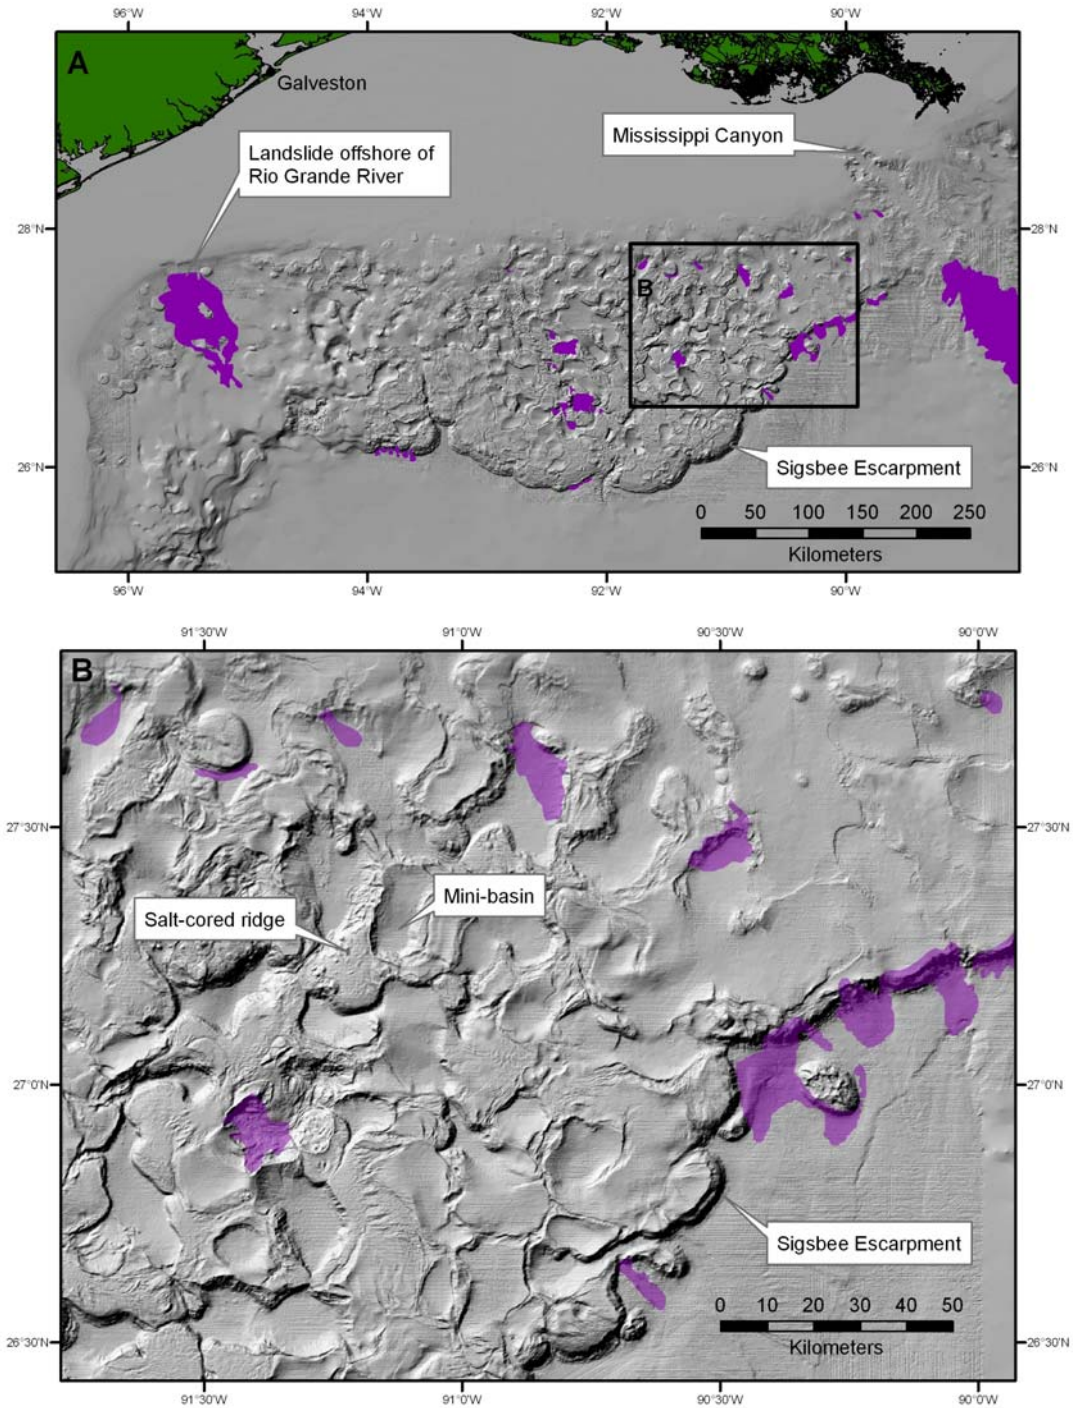 96°W 94°W 92°W 90°W
A
Galveston
Mississippi Canyon
Landslide offshore of
Rio Grande River
28°N 28°N
B
26°N 26°N
Sigsbee Escarpment
0 50 100 150 200 250
Kilometers
96°W 94°W 92°W 90°W
91°30'W 91°0'W 90°30'W 90°0'W
B
27°30'N 27°30'N
Mini-basin
Salt-cored ridge
27°0'N 27°0'N
Sigsbee Escarpment
0 10 20 30 40 50
Kilometers
26°30'N 26°30'N
91°30'W 91°0'W 90°30'W 90°0'W